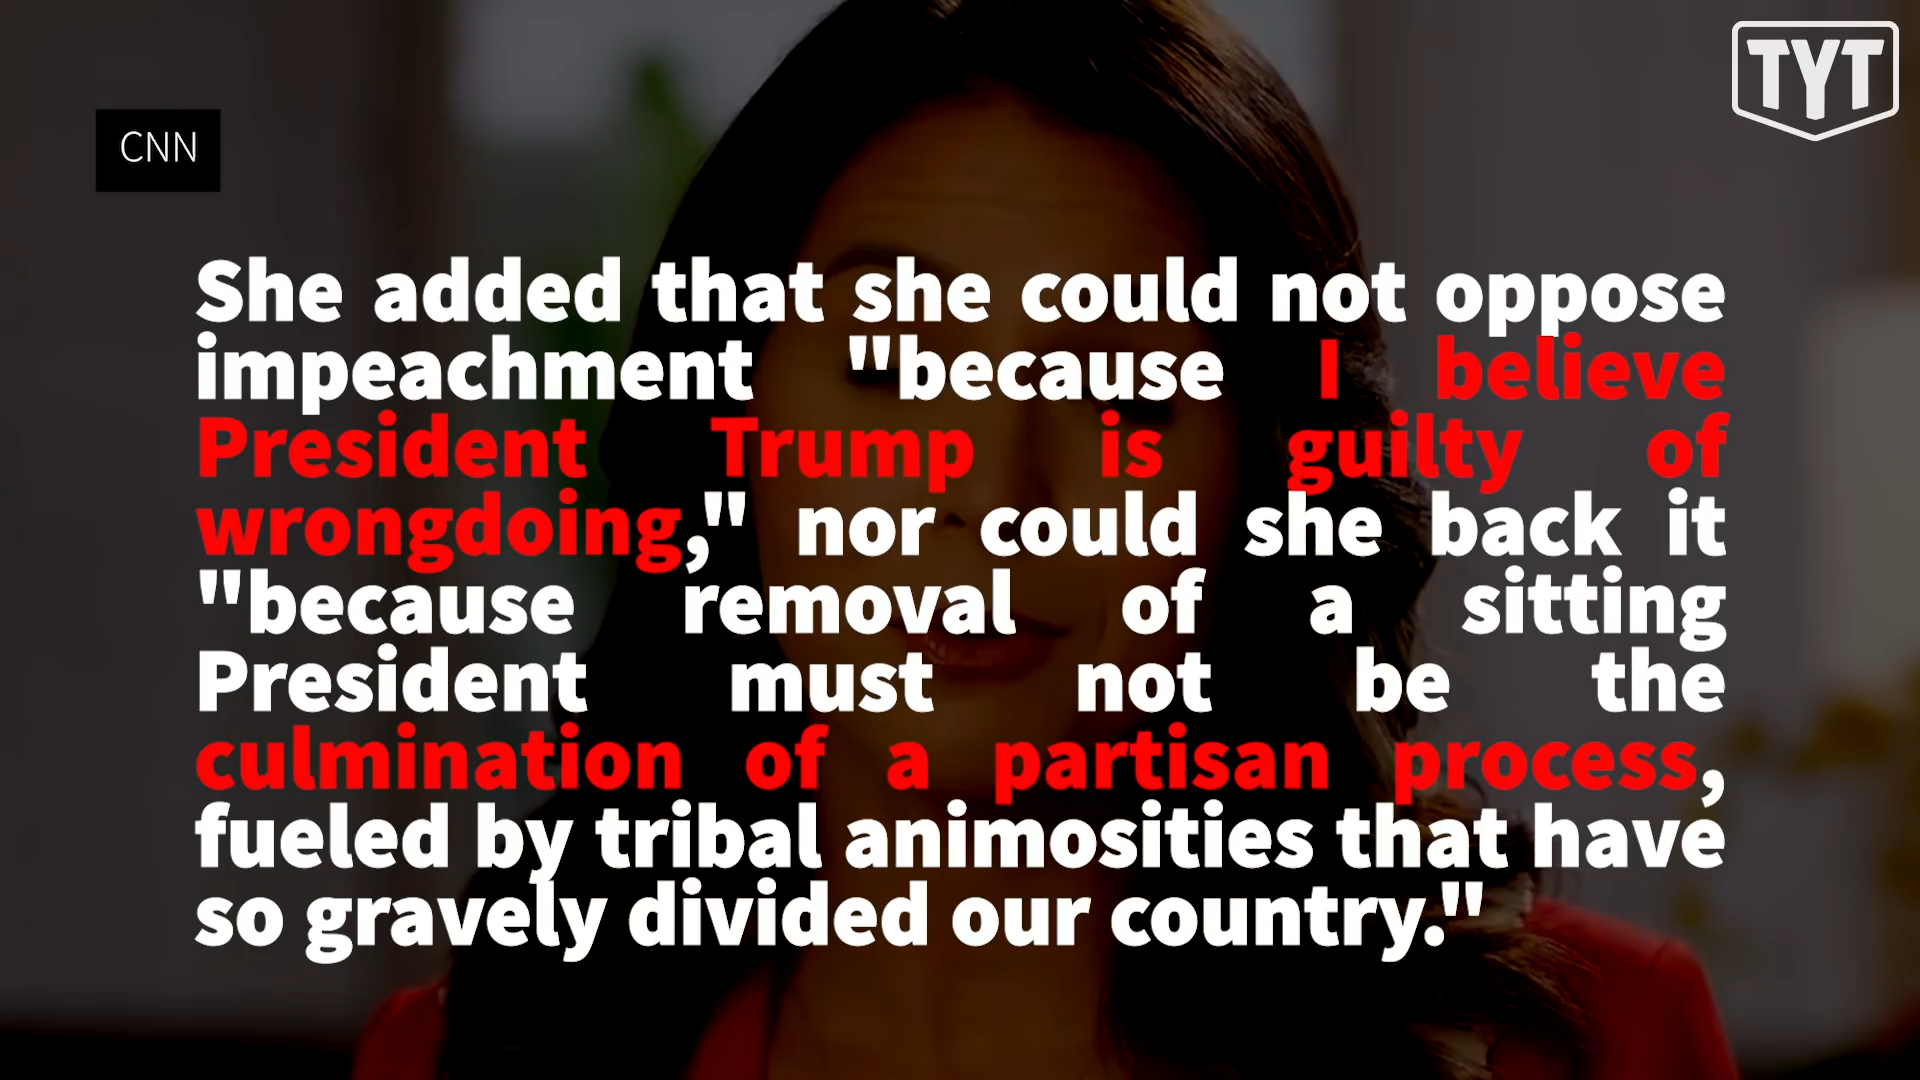 TYT
CNN
She added that she could not oppose
impeachment "because I believe
President Trump is guilty of
wrongdoing," nor could she back it
"because removal of a sitting
President must not be the
culmination of a partisan process,
fueled by tribal animosities that have
so gravely divided our country."